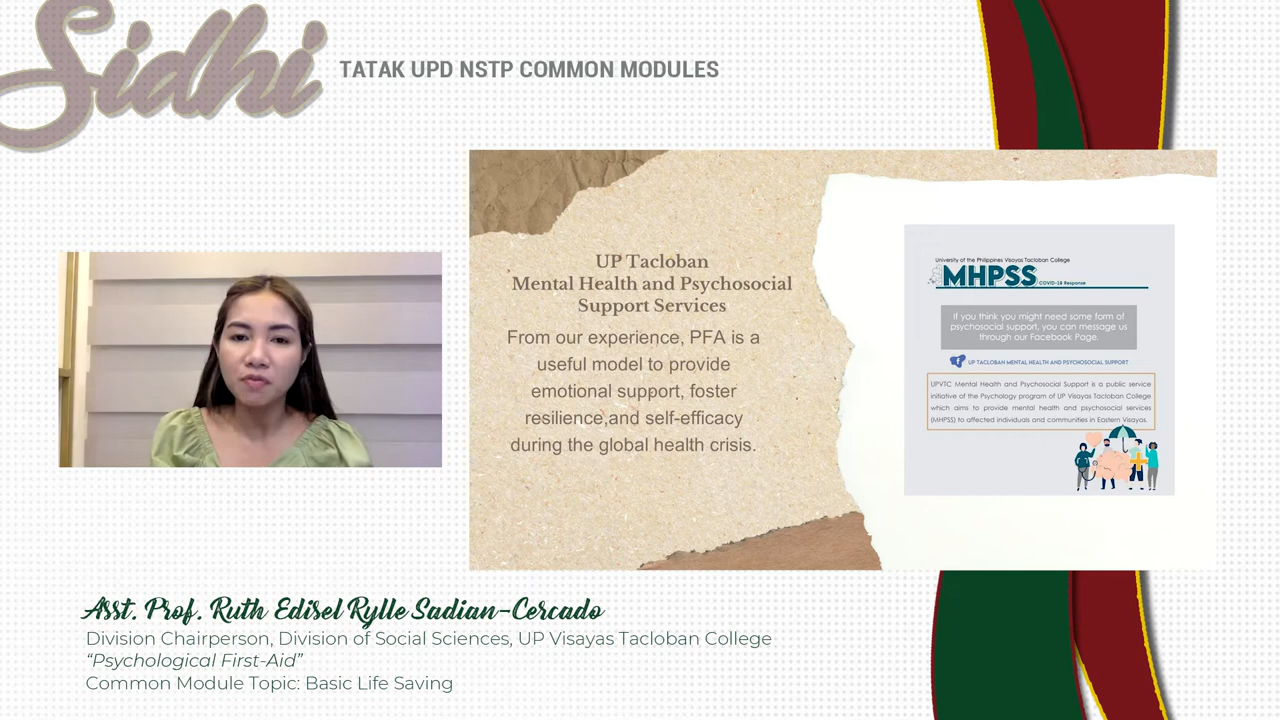 Sidhi
TATAK UPD NSTP COMMON MODULES
UP Tacloban
Mental Health and Psychosocial
Support Services
From our experience, PFA is a
useful model to provide
emotional support, foster
resilience,and self-efficacy
during the global health crisis.
University of the Philippines Visayas Tacloban College
MHPSS COVID-19 Response
If you think you might need some form of
psychosocial support, you can message us
through our Facebook Page.
UP TACLOBAN MENTAL HEALTH AND PSYCHOSOCIAL SUPPORT
UPVTC Mental Health and Psychosocial Support is a public service
initiative of the Psychology program of UP Visayas Tacloban College
which aims to provide mental health and psychosocial services
(MHPSS) to affected individuals and communities in Eastern Visayas.
Asst. Prof. Ruth Edisel Rylle Sadian-Cercado
Division Chairperson, Division of Social Sciences, UP Visayas Tacloban College
“Psychological First-Aid”
Common Module Topic: Basic Life Saving